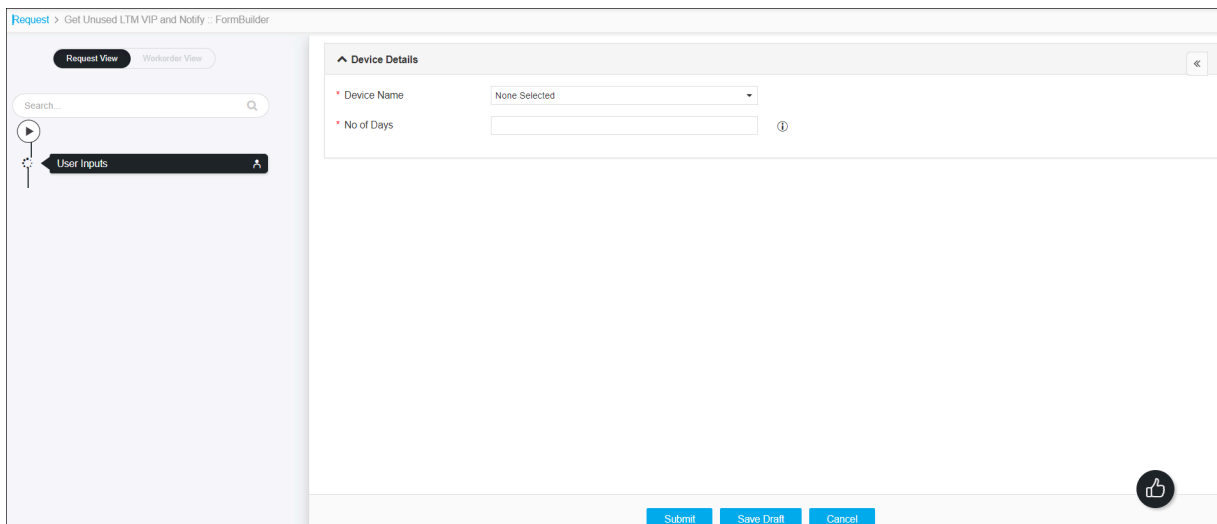 Request > Get Unused LTM VIP and Notify :: FormBuilder
Request View Workorder View
Search...
User Inputs
Device Details
* Device Name None Selected
* No of Days
Submit Save Draft Cancel